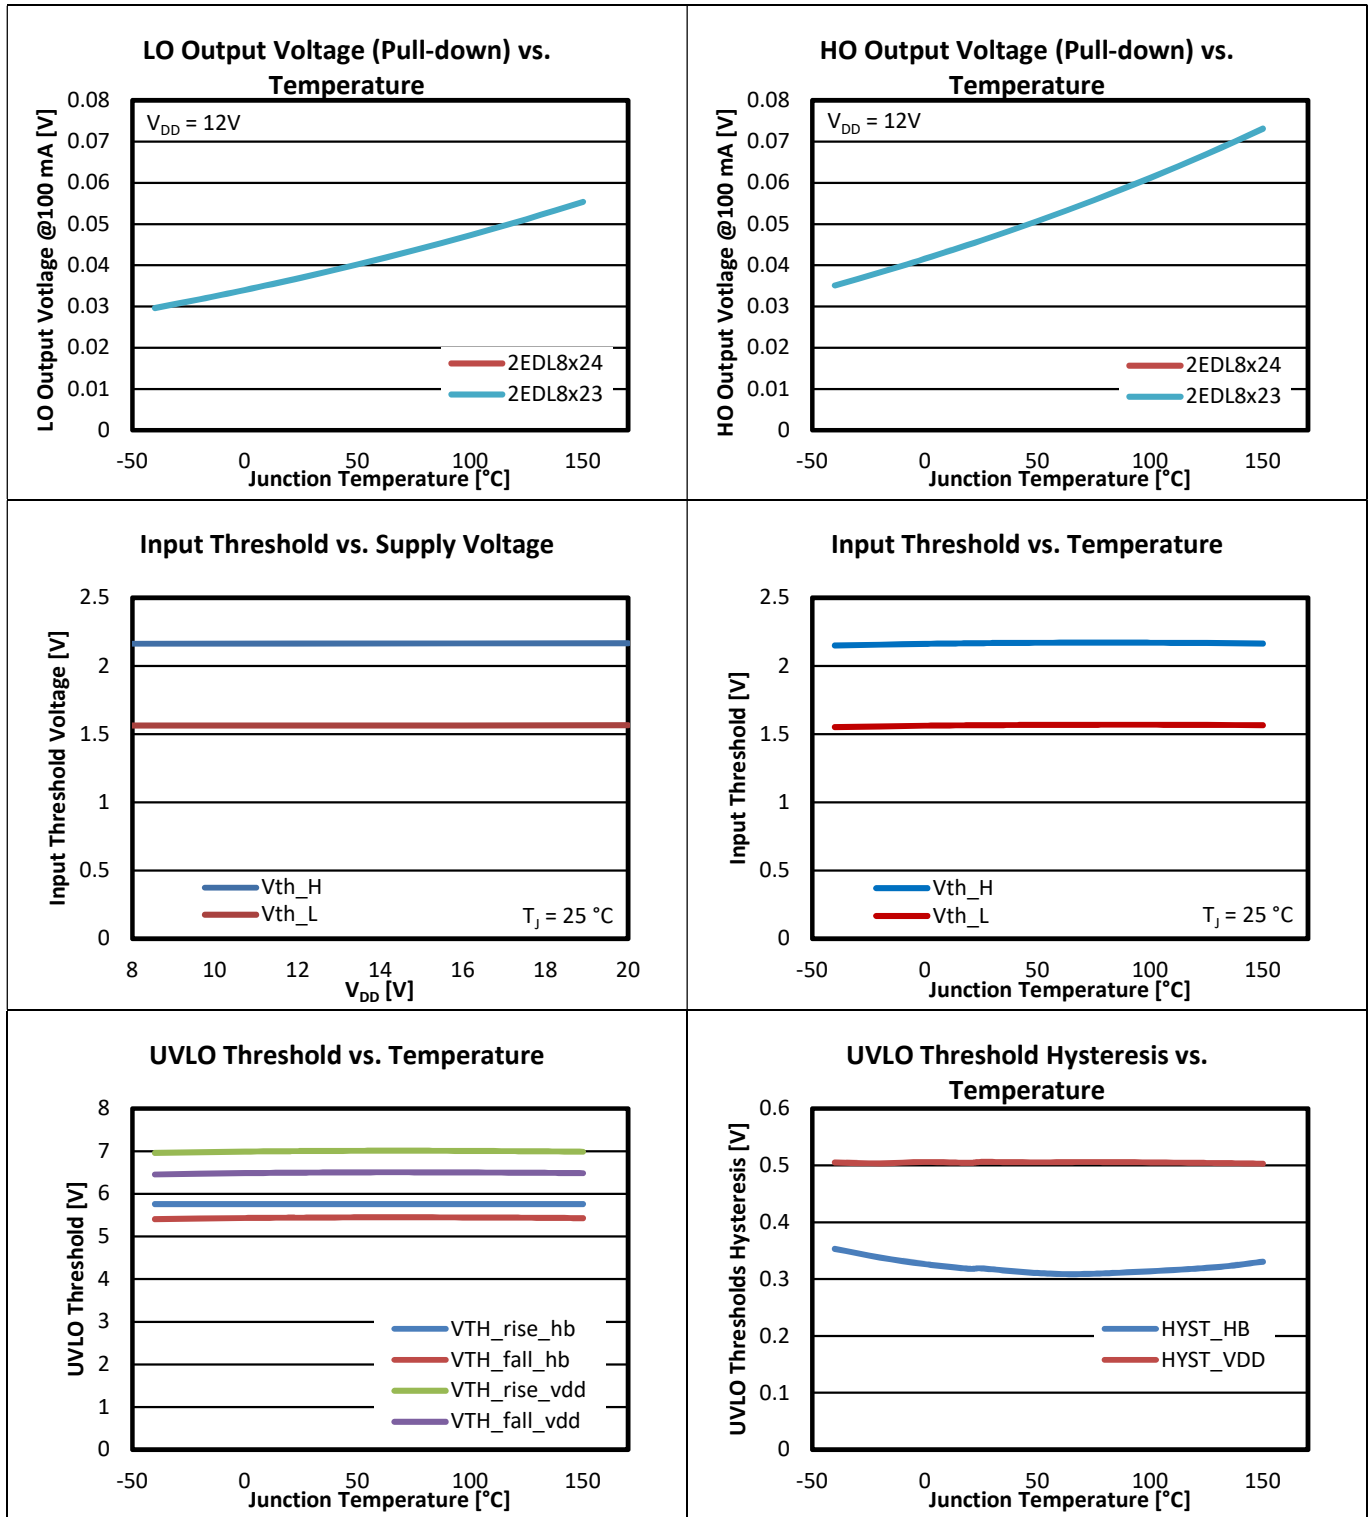 LO Output Voltage (Pull-down) vs.
Temperature
LO Output Votlage @100 mA [V]
V_DD = 12V
0.08
0.07
0.06
0.05
0.04
0.03
0.02
0.01
0
2EDL8x24
2EDL8x23
-50 0 50 100 150
Junction Temperature [°C]
HO Output Voltage (Pull-down) vs.
Temperature
HO Output Votlage @100 mA [V]
V_DD = 12V
0.08
0.07
0.06
0.05
0.04
0.03
0.02
0.01
0
2EDL8x24
2EDL8x23
-50 0 50 100 150
Junction Temperature [°C]
Input Threshold vs. Supply Voltage
Input Threshold Voltage [V]
2.5
2
1.5
1
0.5
0
Vth_H
Vth_L
T_J = 25 °C
8 10 12 14 16 18 20
V_DD [V]
Input Threshold vs. Temperature
Input Threshold [V]
2.5
2
1.5
1
0.5
0
Vth_H
Vth_L
T_J = 25 °C
-50 0 50 100 150
Junction Temperature [°C]
UVLO Threshold vs. Temperature
UVLO Threshold [V]
8
7
6
5
4
3
2
1
0
VTH_rise_hb
VTH_fall_hb
VTH_rise_vdd
VTH_fall_vdd
-50 0 50 100 150
Junction Temperature [°C]
UVLO Threshold Hysteresis vs.
Temperature
UVLO Thresholds Hysteresis [V]
0.6
0.5
0.4
0.3
0.2
0.1
0
HYST_HB
HYST_VDD
-50 0 50 100 150
Junction Temperature [°C]